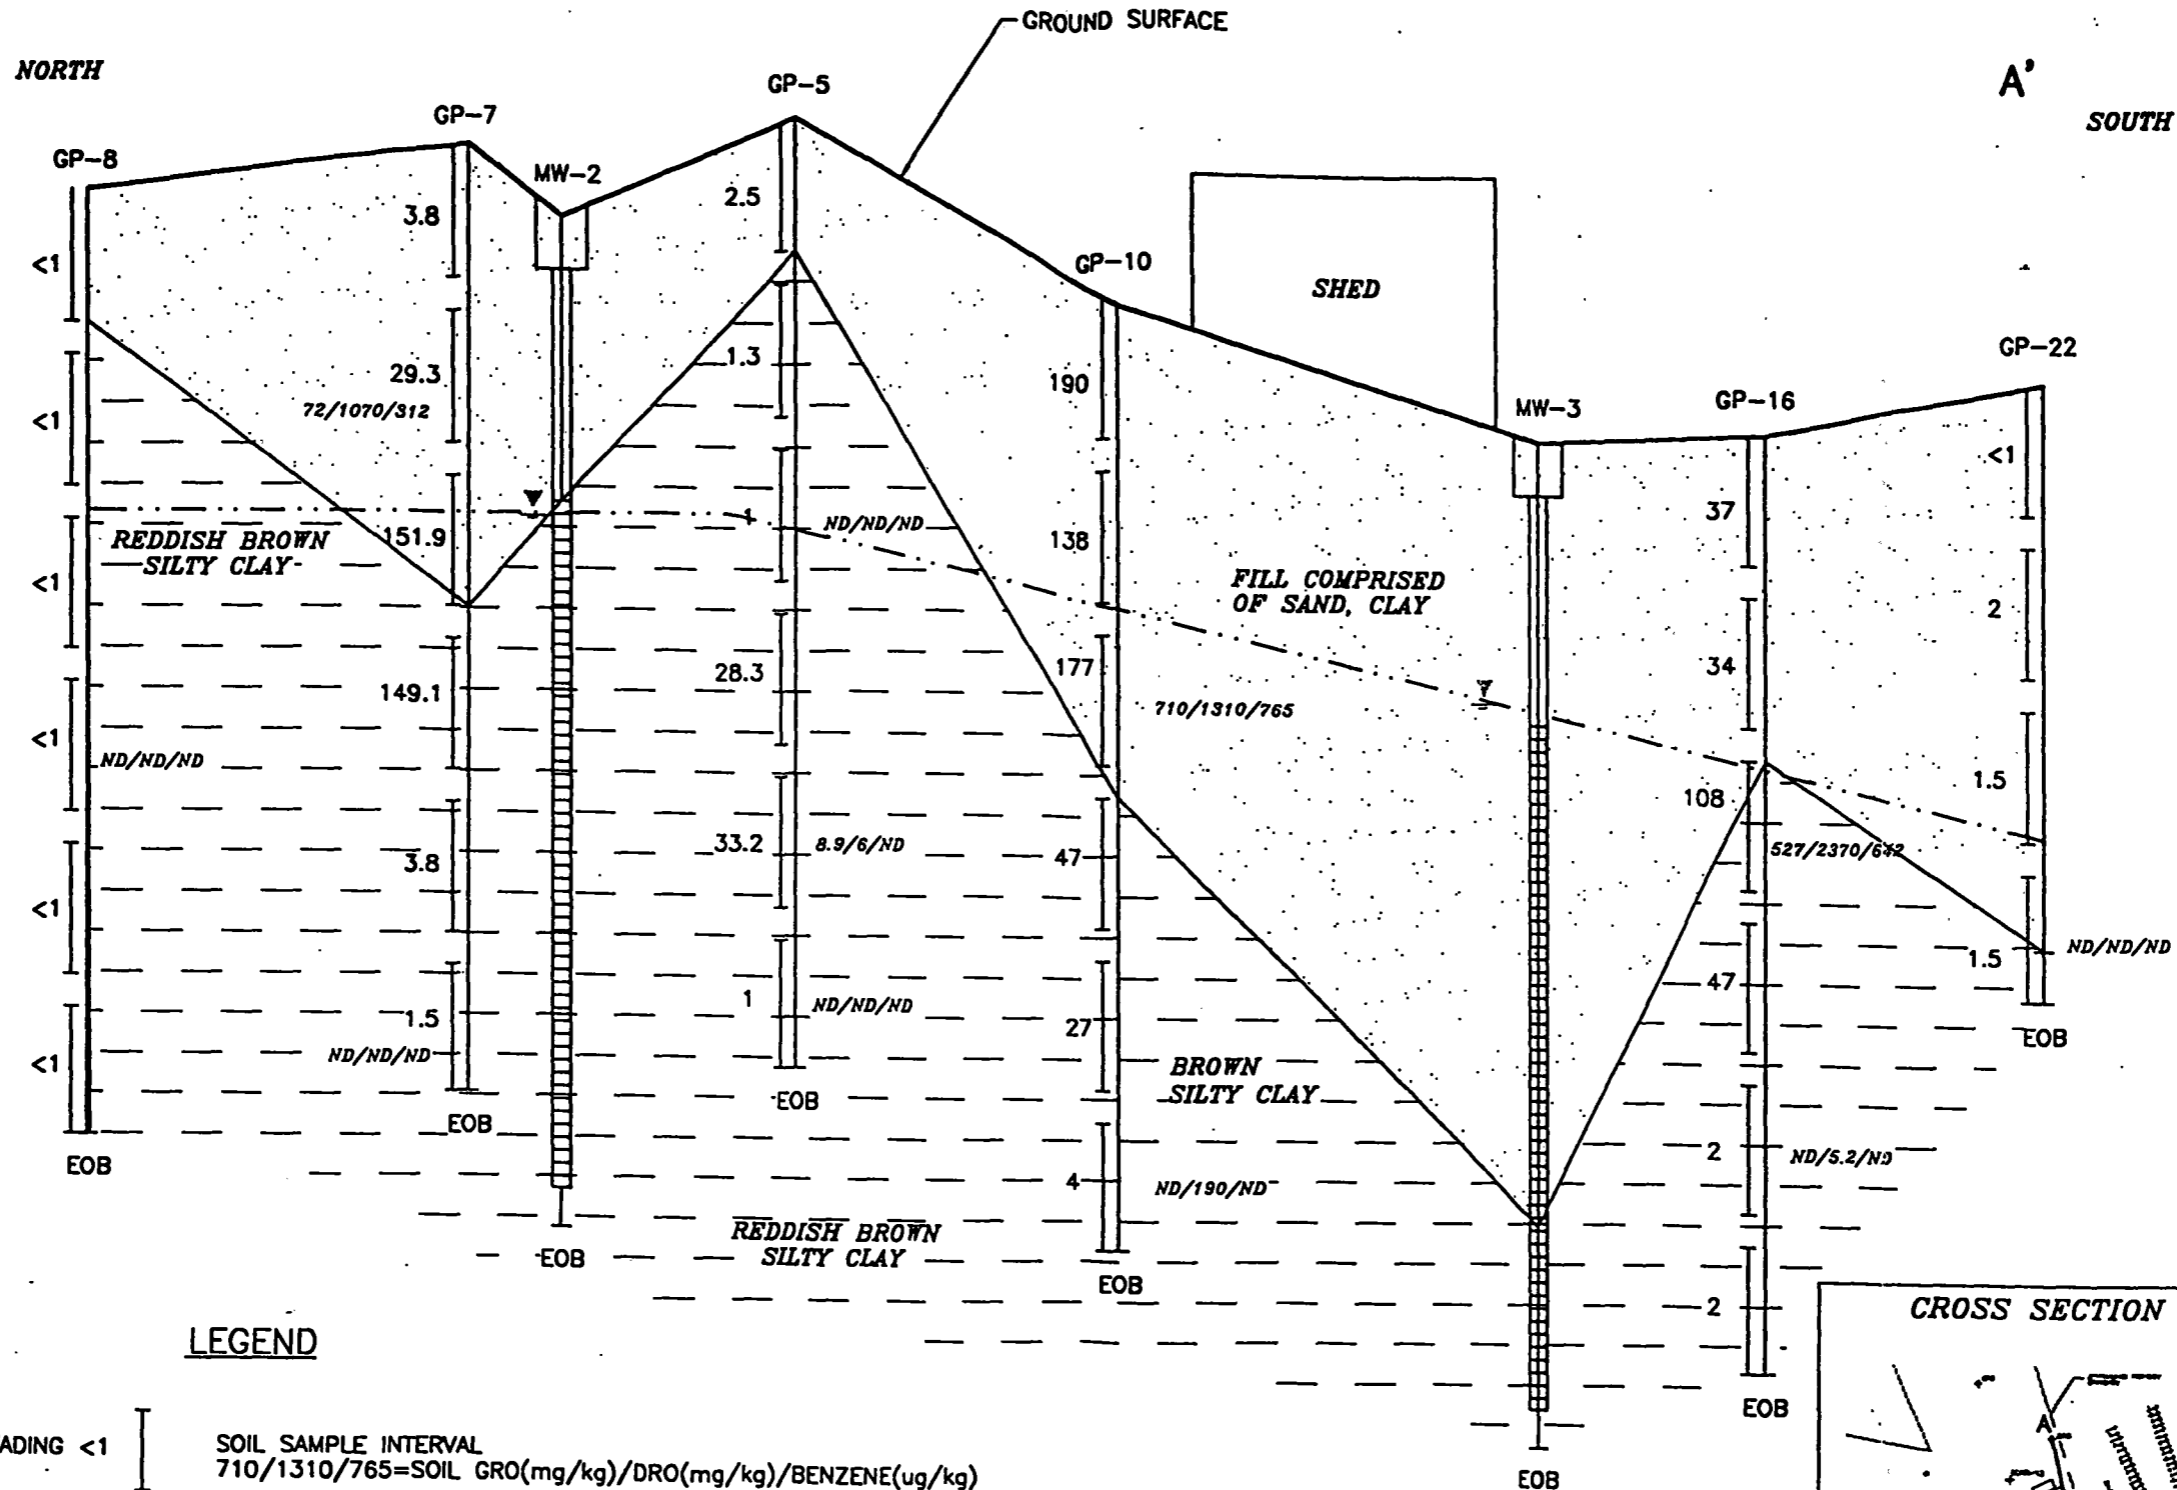 GROUND SURFACE
NORTH
A'
SOUTH
GP-8
GP-7
MW-2
GP-5
GP-10
SHED
MW-3
GP-16
GP-22
<1
<1
<1
<1
ND/ND/ND
<1
<1
EOB
3.8
29.3
72/1070/312
151.9
149.1
3.8
1.5
ND/ND/ND
EOB
REDDISH BROWN
SILTY CLAY
EOB
2.5
1.3
1
ND/ND/ND
28.3
33.2
8.9/6/ND
1
ND/ND/ND
EOB
REDDISH BROWN
SILTY CLAY
190
138
177
710/1310/765
47
27
4
ND/190/ND
EOB
FILL COMPRISED
OF SAND, CLAY
BROWN
SILTY CLAY
EOB
37
34
108
527/2370/642
47
2
ND/5.2/ND
2
EOB
<1
2
1.5
1.5
ND/ND/ND
EOB
LEGEND
ADING <1
SOIL SAMPLE INTERVAL
710/1310/765=SOIL GRO(mg/kg)/DRO(mg/kg)/BENZENE(ug/kg)
CROSS SECTION
A